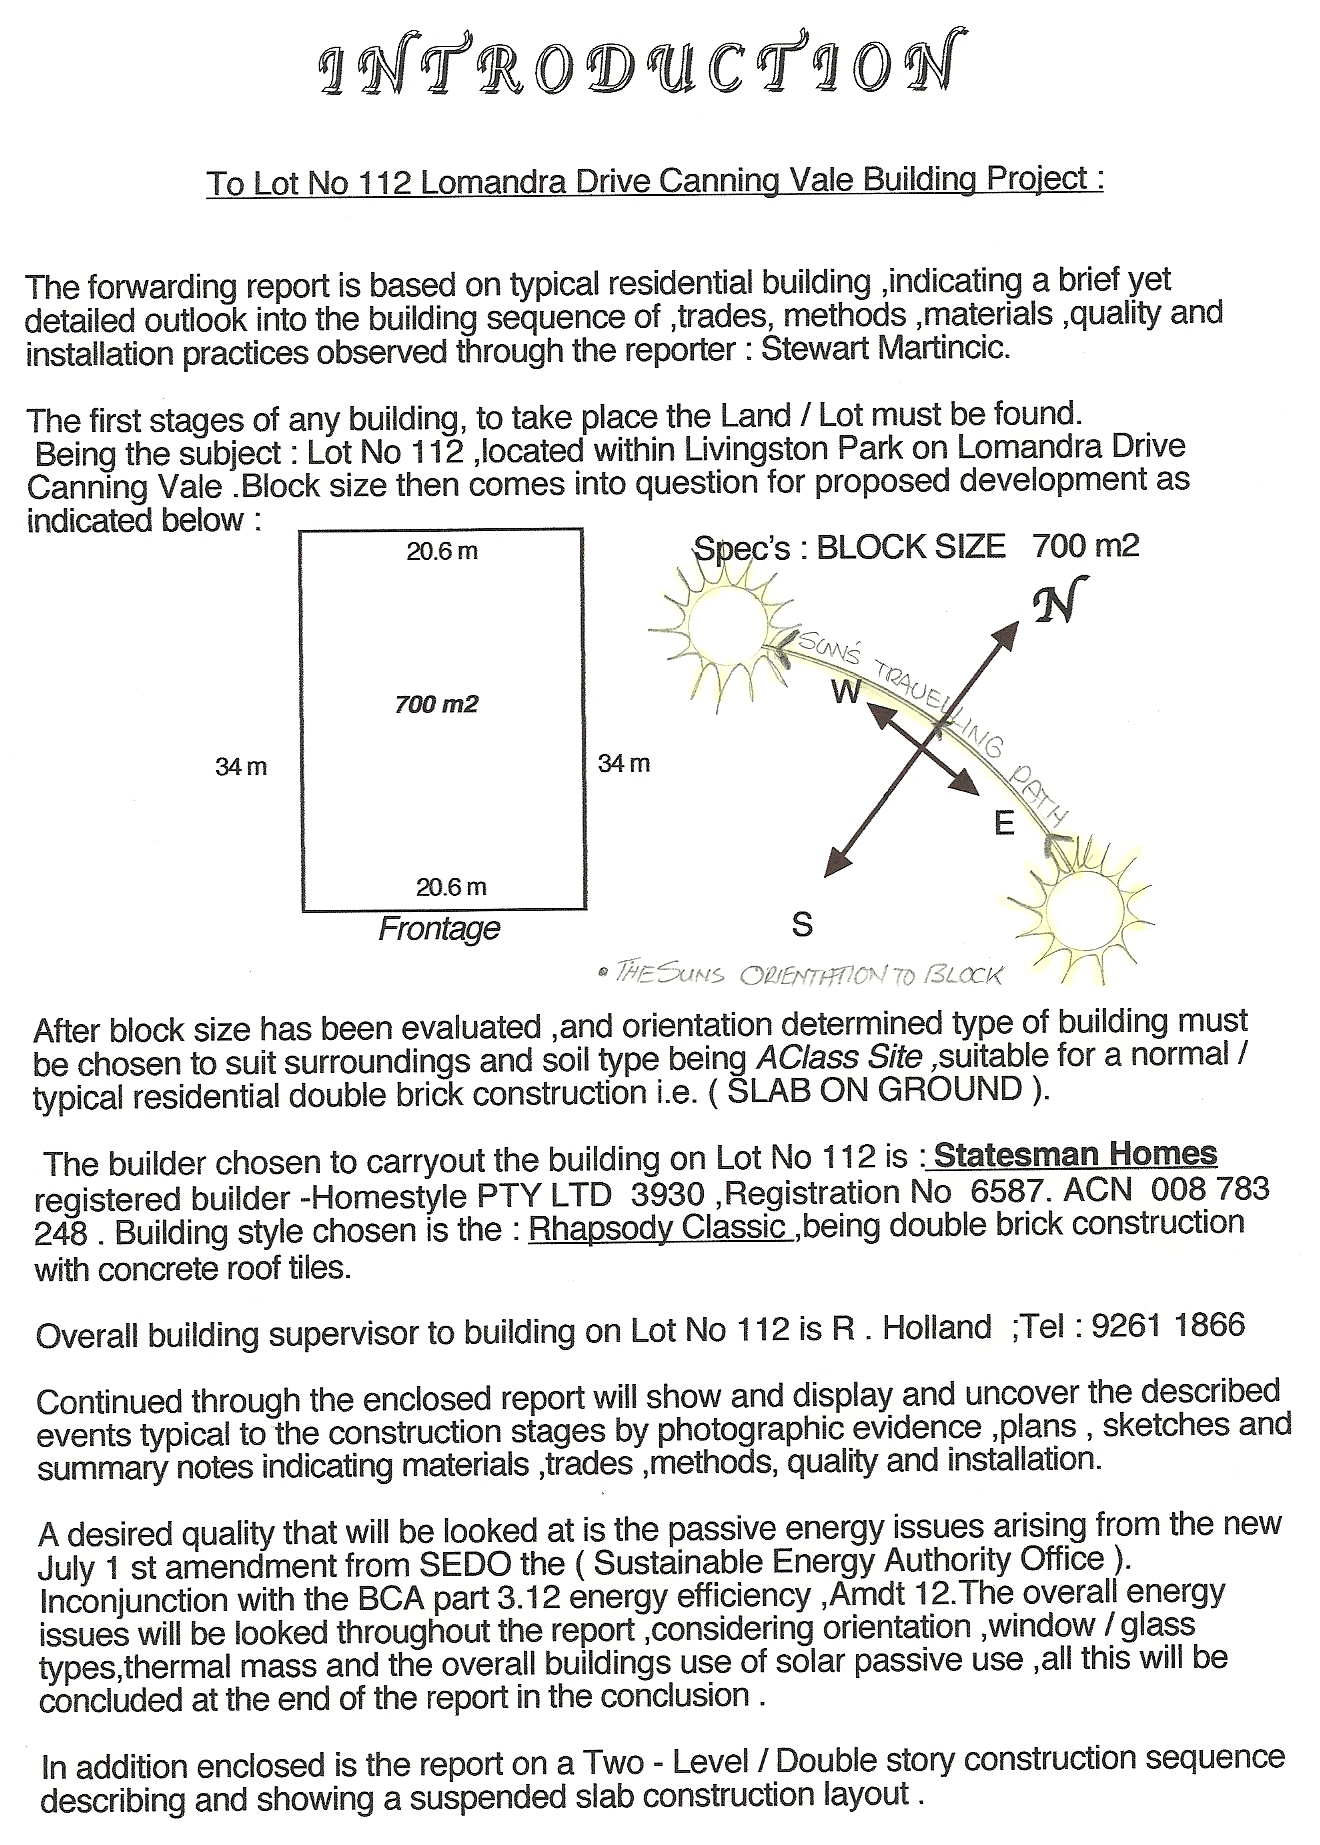 INTRODUCTION
To Lot No 112 Lomandra Drive Canning Vale Building Project :
The forwarding report is based on typical residential building ,indicating a brief yet
detailed outlook into the building sequence of ,trades, methods ,materials ,quality and
installation practices observed through the reporter : Stewart Martincic.
The first stages of any building, to take place the Land / Lot must be found.
Being the subject : Lot No 112 ,located within Livingston Park on Lomandra Drive
Canning Vale .Block size then comes into question for proposed development as
indicated below :
20.6 m
700 m2
34 m
34 m
20.6 m
Frontage
Spec's : BLOCK SIZE 700 m2
N
SUN'S TRAVELLING PATH
W
E
S
• THE SUNS ORIENTATION TO BLOCK
After block size has been evaluated ,and orientation determined type of building must
be chosen to suit surroundings and soil type being AClass Site ,suitable for a normal /
typical residential double brick construction i.e. ( SLAB ON GROUND ).
The builder chosen to carryout the building on Lot No 112 is : Statesman Homes
registered builder -Homestyle PTY LTD 3930 ,Registration No 6587. ACN 008 783
248 . Building style chosen is the : Rhapsody Classic ,being double brick construction
with concrete roof tiles.
Overall building supervisor to building on Lot No 112 is R . Holland ;Tel : 9261 1866
Continued through the enclosed report will show and display and uncover the described
events typical to the construction stages by photographic evidence ,plans , sketches and
summary notes indicating materials ,trades ,methods, quality and installation.
A desired quality that will be looked at is the passive energy issues arising from the new
July 1 st amendment from SEDO the ( Sustainable Energy Authority Office ).
Inconjunction with the BCA part 3.12 energy efficiency ,Amdt 12.The overall energy
issues will be looked throughout the report ,considering orientation ,window / glass
types,thermal mass and the overall buildings use of solar passive use ,all this will be
concluded at the end of the report in the conclusion .
In addition enclosed is the report on a Two - Level / Double story construction sequence
describing and showing a suspended slab construction layout .